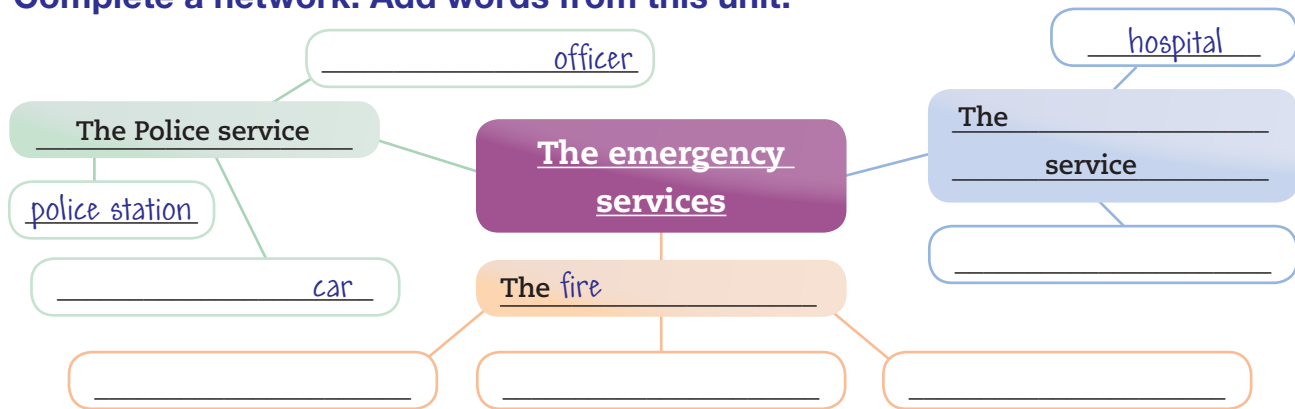 Complete a network. Add words from this unit.
officer
hospital
The Police service
The emergency
services
The
service
police station
car
The fire